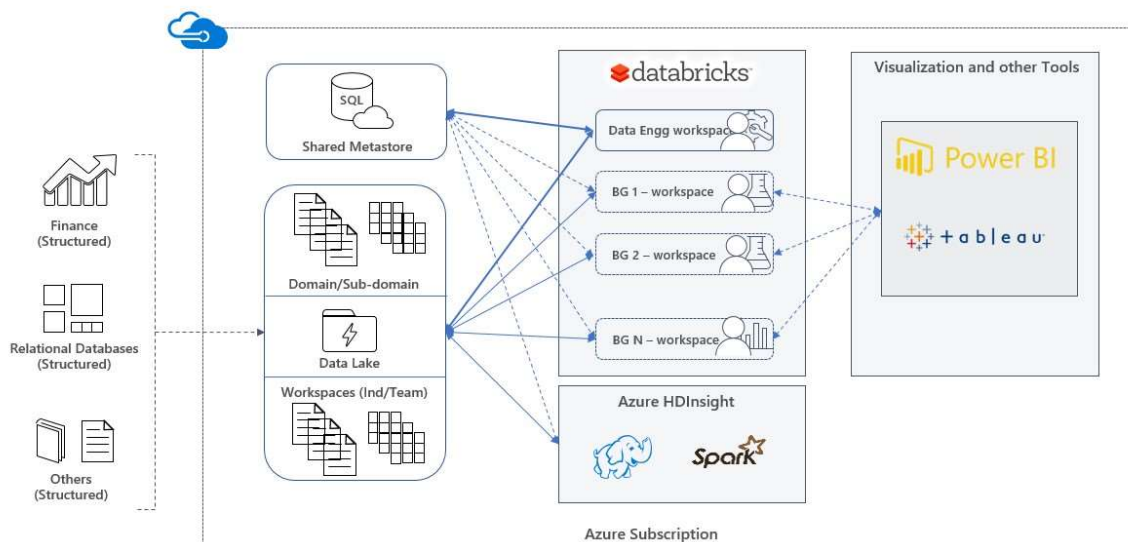 Finance
(Structured)
Relational Databases
(Structured)
Others
(Structured)
SQL
Shared Metastore
Domain/Sub-domain
Data Lake
Workspaces (Ind/Team)
databricks
Data Engg workspace
BG 1 – workspace
BG 2 – workspace
BG N – workspace
Azure HDInsight
Spark
Visualization and other Tools
Power BI
+ableau
Azure Subscription